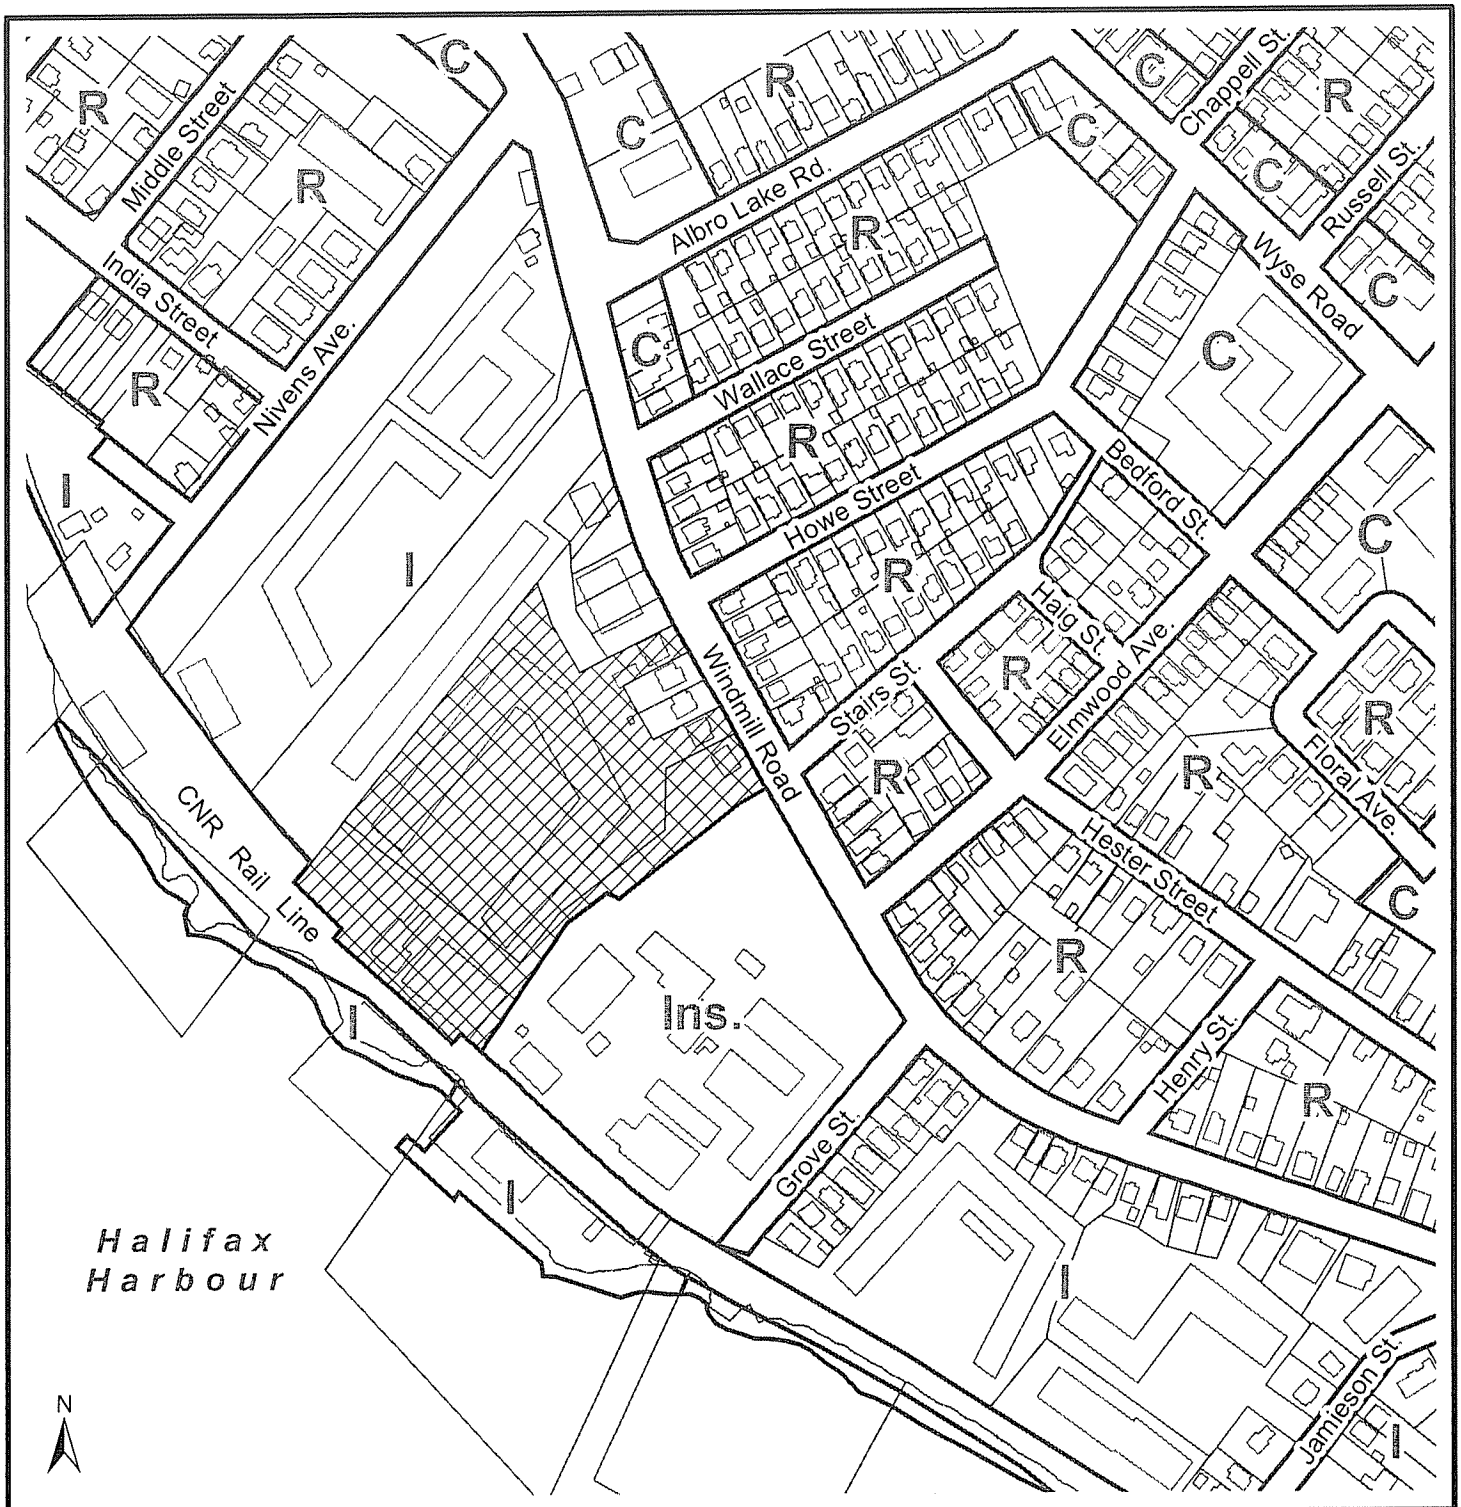 C
R
C
R
C
Chappell St.
R
Middle Street
R
C
C
Russell St.
Albro Lake Rd.
R
Wyse Road
India Street
C
C
C
R
Nivens Ave.
Wallace Street
R
Bedford St.
I
Howe Street
C
I
R
Haig St.
Windmill Road
R
Elmwood Ave.
Stairs St.
R
R
R
Floral Ave.
CNR Rail Line
Hester Street
C
R
Ins.
I
Henry St.
R
Grove St.
I
Halifax
Harbour
I
Jamieson St.
I
N